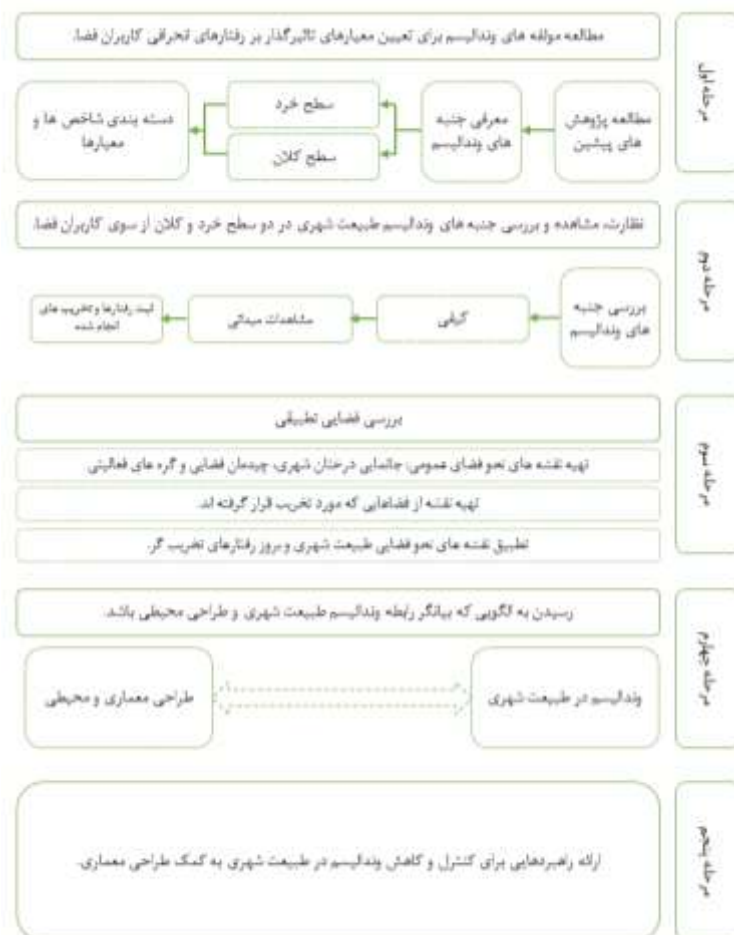 مرحله اول
مطالعه مولفه های وندالیسم برای تعیین معیارهای تاثیرگذار بر رفتارهای انحرافی کاربران فضا.
مطالعه پژوهش
های پیشین
معرفی جنبه
های وندالیسم
سطح خرد
سطح کلان
دسته بندی شاخص ها و
معیارها
مرحله دوم
نظارت، مشاهده و بررسی جنبه های وندالیسم طبیعت شهری در دو سطح خرد و کلان از سوی کاربران فضا.
بررسی جنبه
های وندالیسم
کیفی
مشاهدات میدانی
ثبت رفتارها و تخریب های
انجام شده
مرحله سوم
بررسی فضایی تطبیقی
تهیه نقشه های نحو فضای عمومی: جانمایی درختان شهری، چیدمان فضایی و گره های فعالیتی
تهیه نقشه از فضاهایی که مورد تخریب قرار گرفته اند.
تطبیق نقشه های نحو فضایی طبیعت شهری و بروز رفتارهای تخریب گر.
مرحله چهارم
رسیدن به الگویی که بیانگر رابطه وندالیسم طبیعت شهری و طراحی محیطی باشد.
وندالیسم در طبیعت شهری
طراحی معماری و محیطی
مرحله پنجم
ارائه راهبردهایی برای کنترل و کاهش وندالیسم در طبیعت شهری به کمک طراحی معماری.